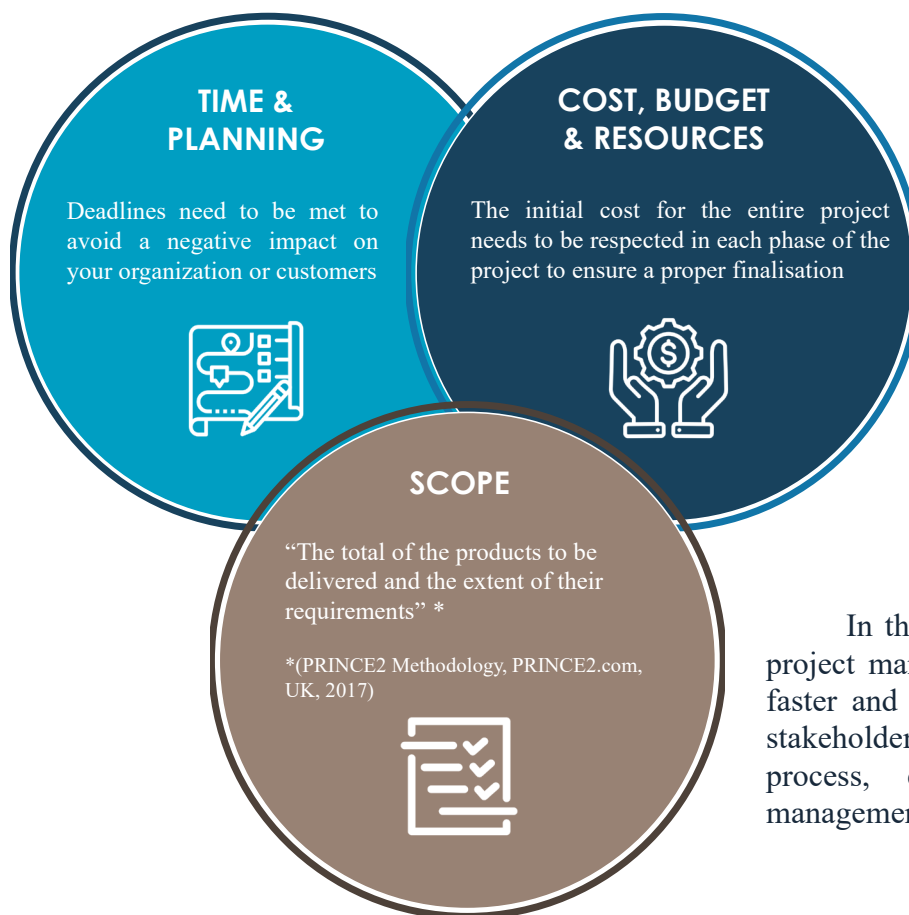 TIME &
PLANNING
Deadlines need to be met to
avoid a negative impact on
your organization or customers
COST, BUDGET
& RESOURCES
The initial cost for the entire project
needs to be respected in each phase of the
project to ensure a proper finalisation
$
SCOPE
“The total of the products to be
delivered and the extent of their
requirements” *
*(PRINCE2 Methodology, PRINCE2.com,
UK, 2017)
In th
project ma
faster and
stakeholder
process,
managemen